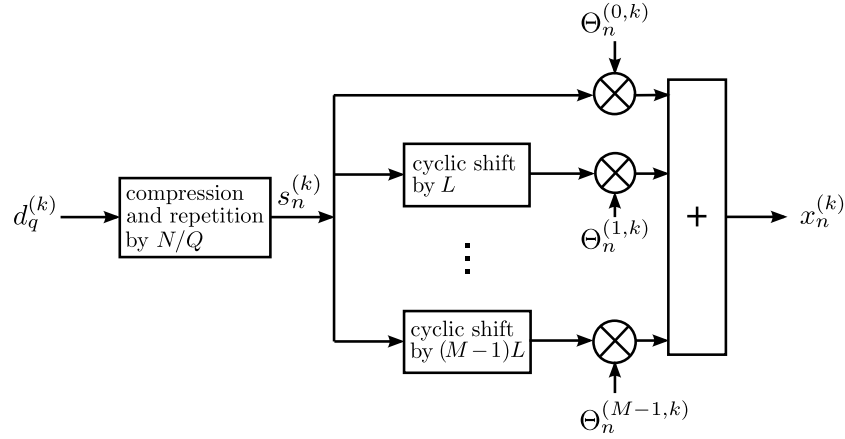 Θ_n^{(0,k)}
d_q^{(k)}
compression
and repetition
by N/Q
s_n^{(k)}
cyclic shift
by L
Θ_n^{(1,k)}
+
x_n^{(k)}
cyclic shift
by (M−1)L
Θ_n^{(M−1,k)}